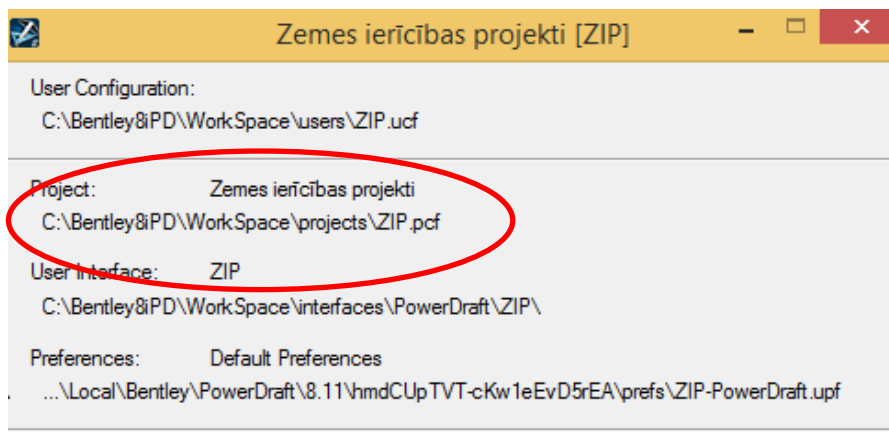 Zemes ierīcības projekti [ZIP]
User Configuration:
C:\Bentley8iPD\WorkSpace\users\ZIP.ucf
Project: Zemes ierīcības projekti
C:\Bentley8iPD\WorkSpace\projects\ZIP.pcf
User Interface: ZIP
C:\Bentley8iPD\WorkSpace\interfaces\PowerDraft\ZIP\
Preferences: Default Preferences
...\Local\Bentley\PowerDraft\8.11\hmdCUpTVT-cKw1eEvD5rEA\prefs\ZIP-PowerDraft.upf